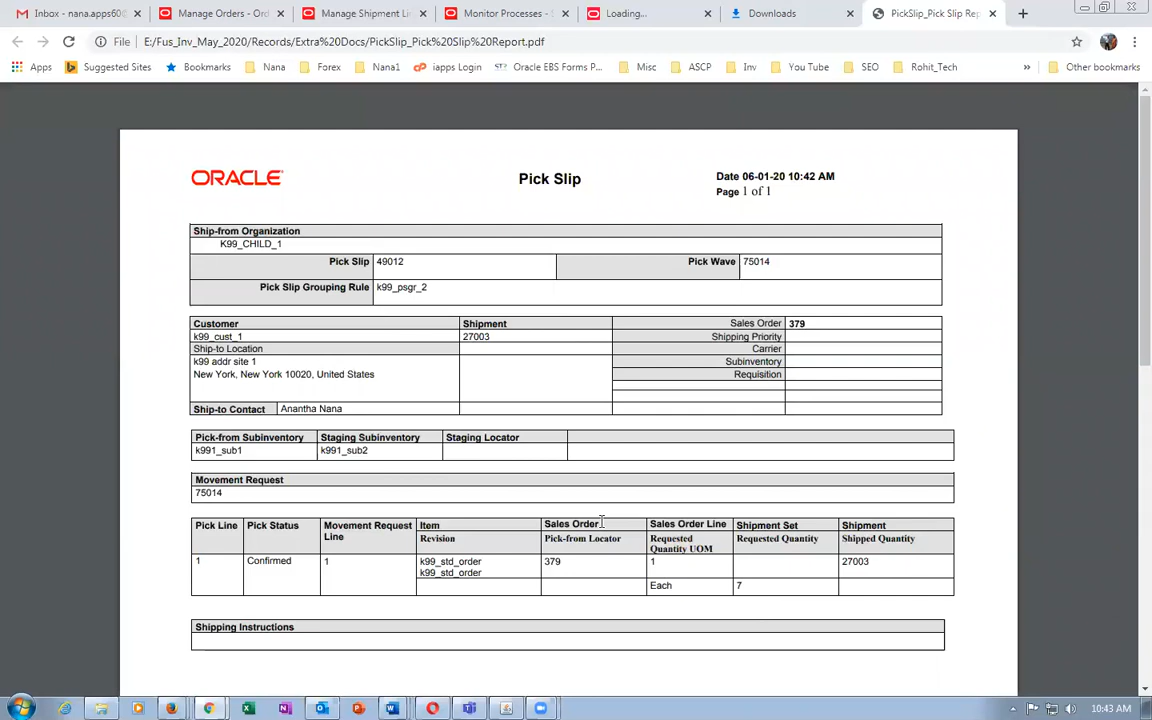 Inbox - nana.apps60@
Manage Orders - Ord
Manage Shipment Lin
Monitor Processes - 
Loading...
Downloads
PickSlip_Pick Slip Rep
File E:/Fus_Inv_May_2020/Records/Extra%20Docs/PickSlip_Pick%20Slip%20Report.pdf
Apps Suggested Sites Bookmarks Nana Forex Nana1 iapps Login Oracle EBS Forms P... Misc ASCP Inv You Tube SEO Rohit_Tech » Other bookmarks
ORACLE
Pick Slip
Date 06-01-20 10:42 AM
Page 1 of 1
Ship-from Organization
K99_CHILD_1
Pick Slip 49012 Pick Wave 75014
Pick Slip Grouping Rule k99_psgr_2
Customer Shipment Sales Order 379
k99_cust_1 27003 Shipping Priority
Ship-to Location Carrier
k99 addr site 1 Subinventory
New York, New York 10020, United States Requisition
Ship-to Contact Anantha Nana
Pick-from Subinventory Staging Subinventory Staging Locator
k991_sub1 k991_sub2
Movement Request
75014
Pick Line Pick Status Movement Request Line Item Sales Order Sales Order Line Shipment Set Shipment
Revision Pick-from Locator Requested Quantity UOM Requested Quantity Shipped Quantity
1 Confirmed 1 k99_std_order 379 1 27003
k99_std_order
Each 7
Shipping Instructions
10:43 AM